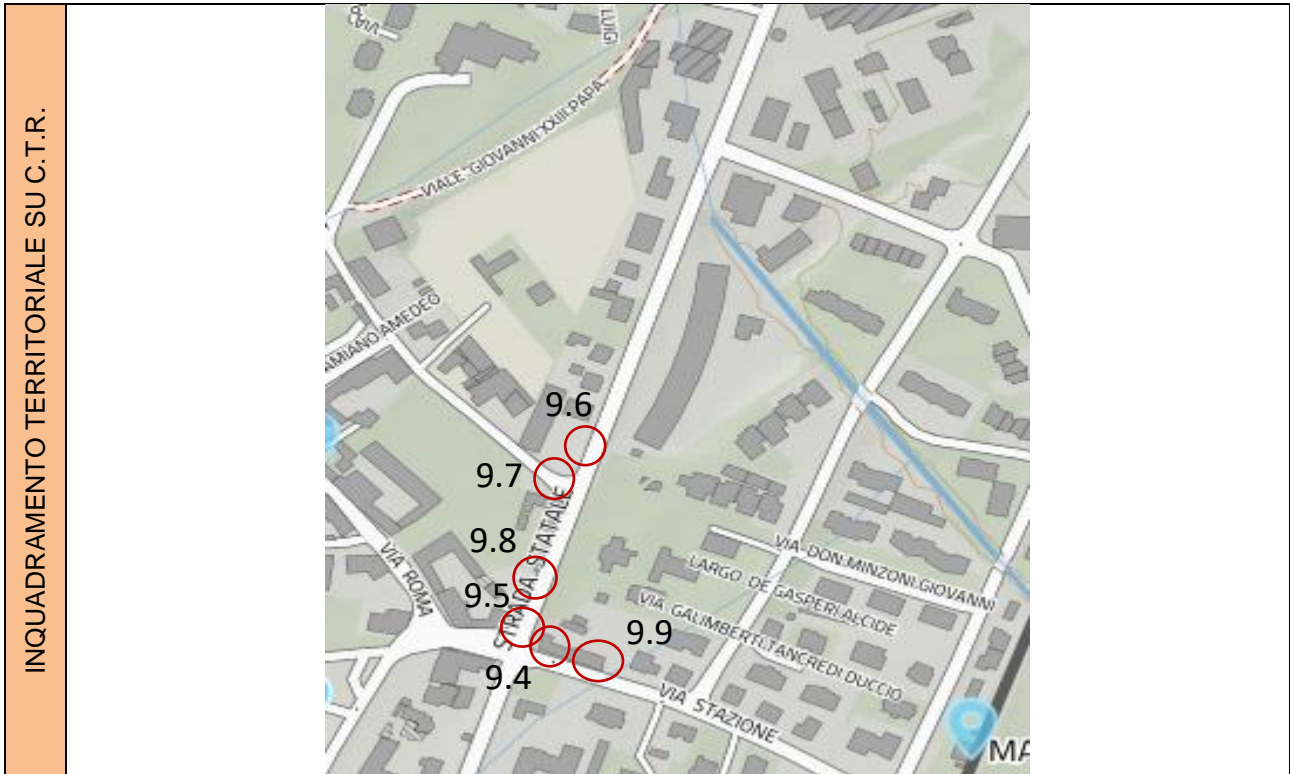 INQUADRAMENTO TERRITORIALE SU C.T.R.
VIA
LUIGI
VIALE GIOVANNI XXIII PAPA
AMIANO AMEDEO
9.6
9.7
9.8
STRADA STATALE
9.5
9.4
9.9
VIA ROMA
VIA DON MINZONI GIOVANNI
LARGO DE GASPERI ALCIDE
VIA GALIMBERTI TANCREDI DUCCIO
VIA STAZIONE
MA